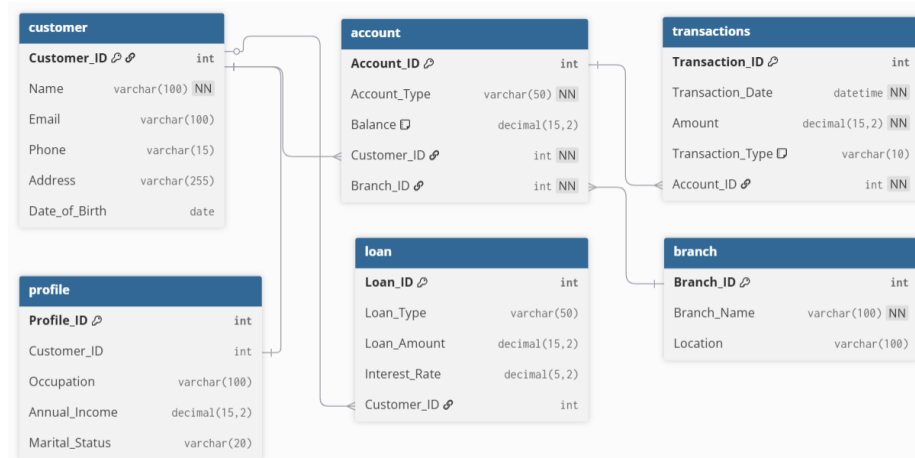 customer
Customer_ID int
Name varchar(100) NN
Email varchar(100)
Phone varchar(15)
Address varchar(255)
Date_of_Birth date
account
Account_ID int
Account_Type varchar(50) NN
Balance decimal(15,2)
Customer_ID int NN
Branch_ID int NN
transactions
Transaction_ID int
Transaction_Date datetime NN
Amount decimal(15,2) NN
Transaction_Type varchar(10)
Account_ID int NN
profile
Profile_ID int
Customer_ID int
Occupation varchar(100)
Annual_Income decimal(15,2)
Marital_Status varchar(20)
loan
Loan_ID int
Loan_Type varchar(50)
Loan_Amount decimal(15,2)
Interest_Rate decimal(5,2)
Customer_ID int
branch
Branch_ID int
Branch_Name varchar(100) NN
Location varchar(100)